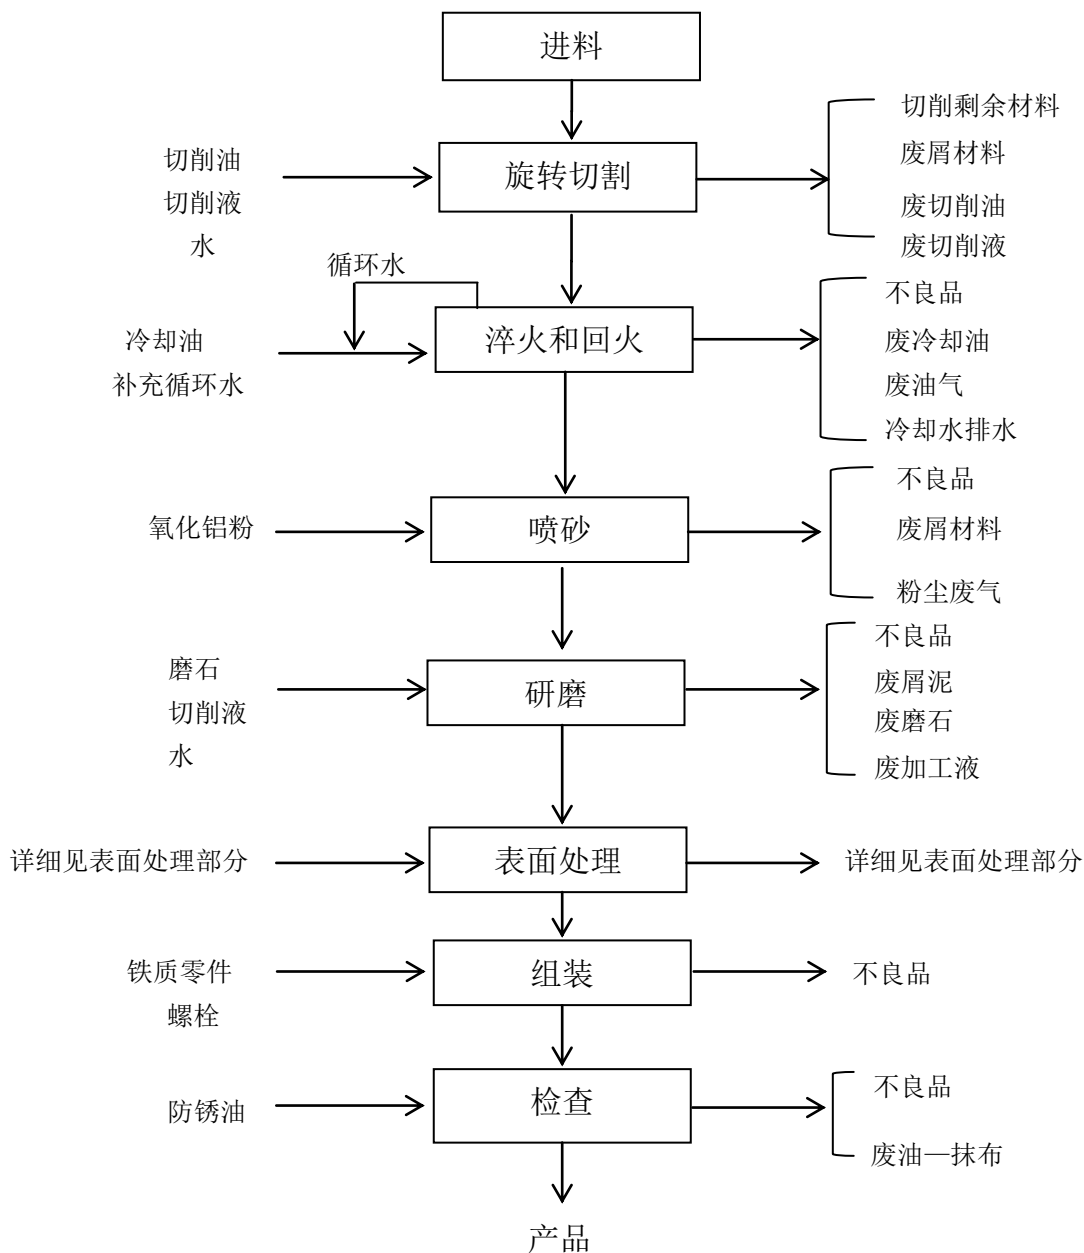 进料
切削油
切削液
水
旋转切割
切削剩余材料
废屑材料
废切削油
废切削液
循环水
冷却油
补充循环水
淬火和回火
不良品
废冷却油
废油气
冷却水排水
氧化铝粉
喷砂
不良品
废屑材料
粉尘废气
磨石
切削液
水
研磨
不良品
废屑泥
废磨石
废加工液
详细见表面处理部分
表面处理
详细见表面处理部分
铁质零件
螺栓
组装
不良品
防锈油
检查
不良品
废油—抹布
产品